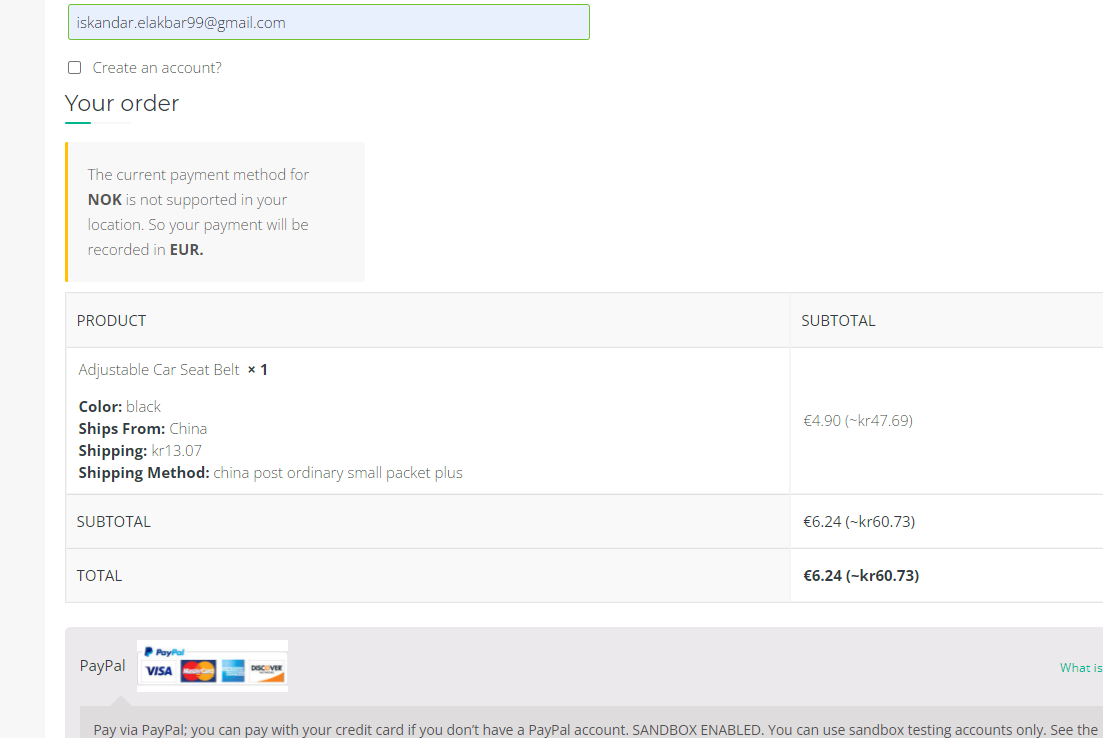 iskandar.elakbar99@gmail.com
Create an account?
Your order
The current payment method for
NOK is not supported in your
location. So your payment will be
recorded in EUR.
PRODUCT SUBTOTAL
Adjustable Car Seat Belt × 1
Color: black
Ships From: China
Shipping: kr13.07
Shipping Method: china post ordinary small packet plus
€4.90 (~kr47.69)
SUBTOTAL €6.24 (~kr60.73)
TOTAL €6.24 (~kr60.73)
PayPal
PayPal
VISA MasterCard DISCOVER
What is
Pay via PayPal; you can pay with your credit card if you don’t have a PayPal account. SANDBOX ENABLED. You can use sandbox testing accounts only. See the